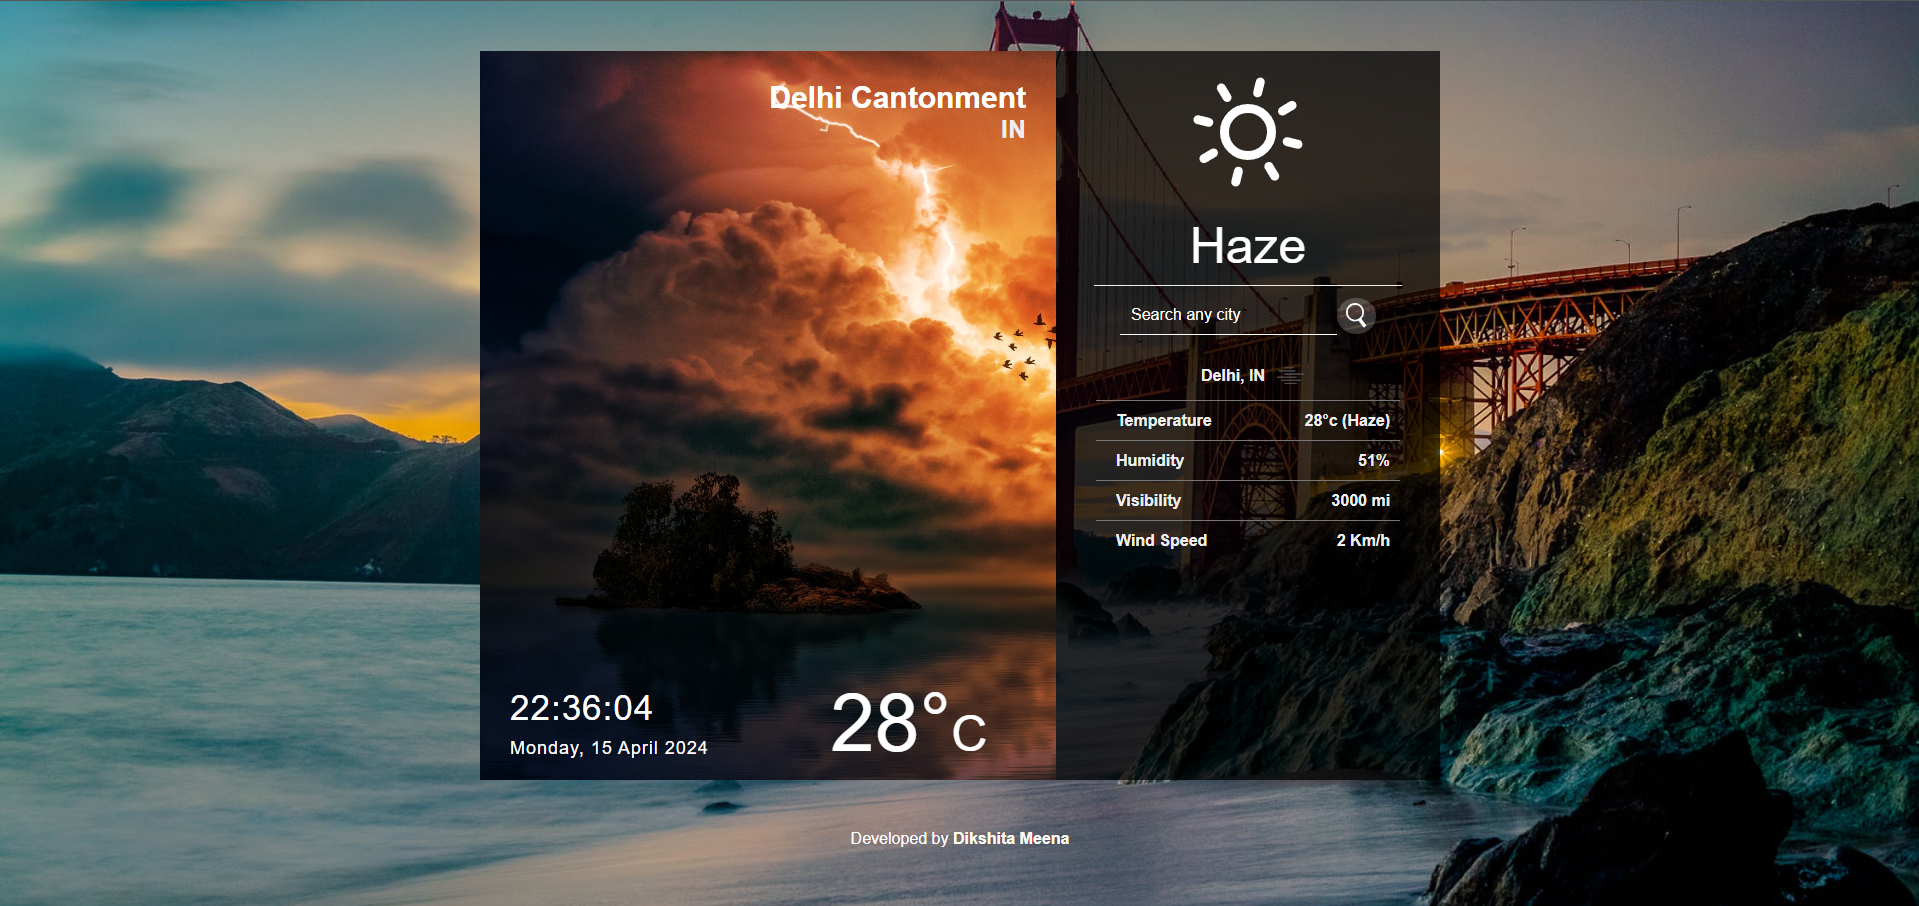 Delhi Cantonment
IN
22:36:04
Monday, 15 April 2024
28°C
Haze
Search any city
Delhi, IN
Temperature 28°c (Haze)
Humidity 51%
Visibility 3000 mi
Wind Speed 2 Km/h
Developed by Dikshita Meena